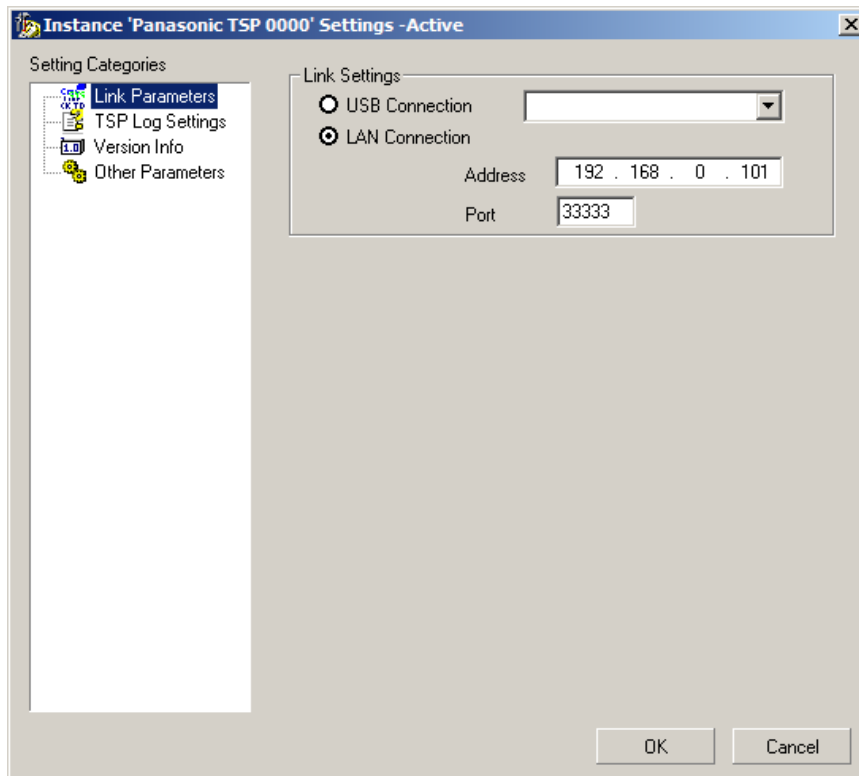 Instance 'Panasonic TSP 0000' Settings -Active
Setting Categories
Link Parameters
TSP Log Settings
Version Info
Other Parameters
Link Settings
USB Connection
LAN Connection
Address 192 . 168 . 0 . 101
Port 33333
OK Cancel